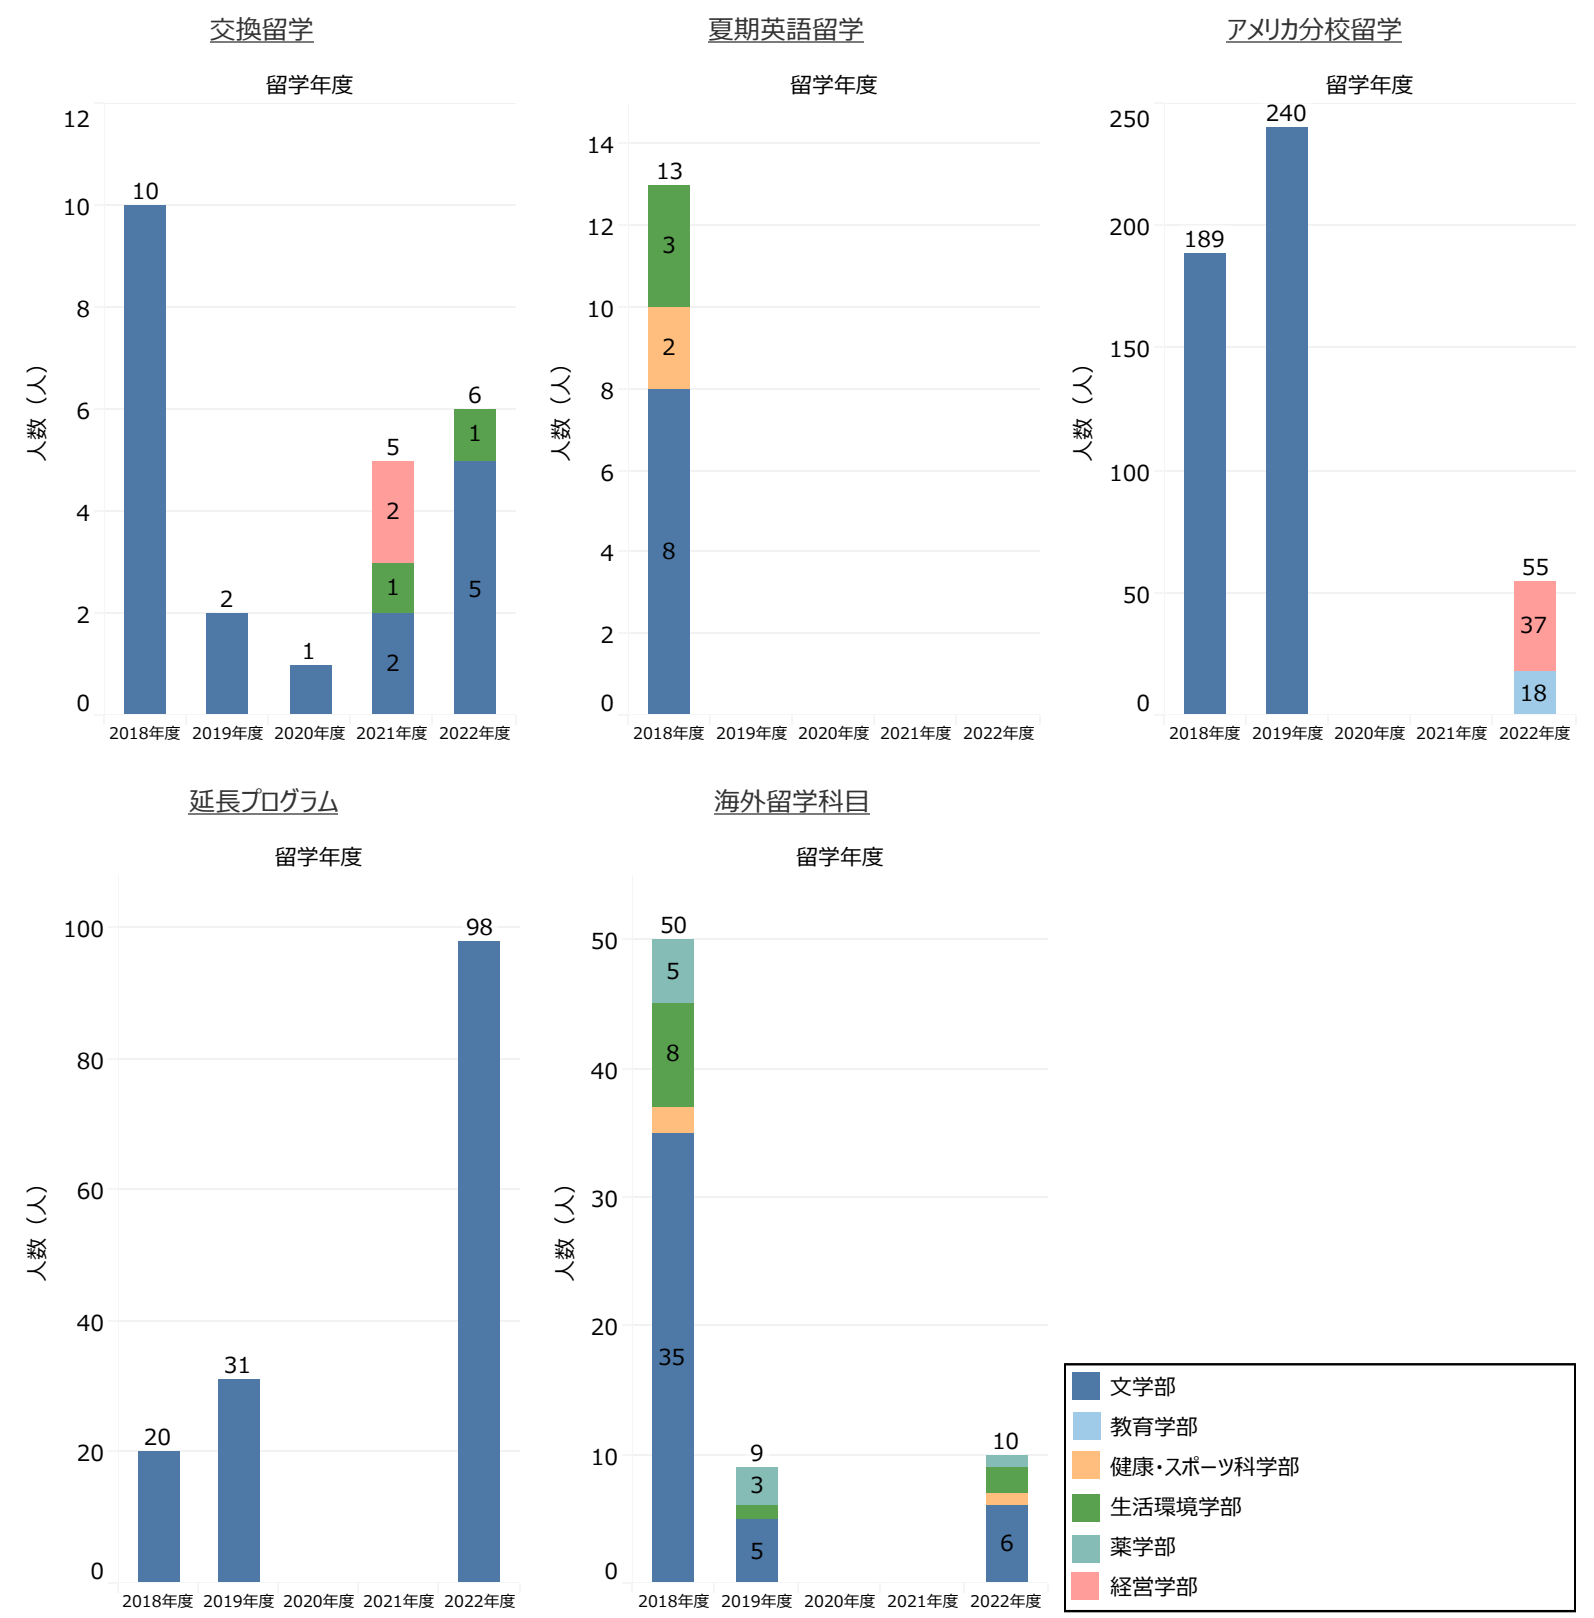 交換留学
留学年度
人数（人）
12
10
8
6
4
2
0
10
2
1
5
2
1
2
6
1
5
2018年度 2019年度 2020年度 2021年度 2022年度
夏期英語留学
留学年度
人数（人）
14
12
10
8
6
4
2
0
13
3
2
8
2018年度 2019年度 2020年度 2021年度 2022年度
アメリカ分校留学
留学年度
人数（人）
250
200
150
100
50
0
189
240
55
37
18
2018年度 2019年度 2020年度 2021年度 2022年度
延長プログラム
留学年度
人数（人）
100
80
60
40
20
0
20
31
98
2018年度 2019年度 2020年度 2021年度 2022年度
海外留学科目
留学年度
人数（人）
50
40
30
20
10
0
50
5
8
35
9
3
5
10
6
2018年度 2019年度 2020年度 2021年度 2022年度
文学部
教育学部
健康・スポーツ科学部
生活環境学部
薬学部
経営学部